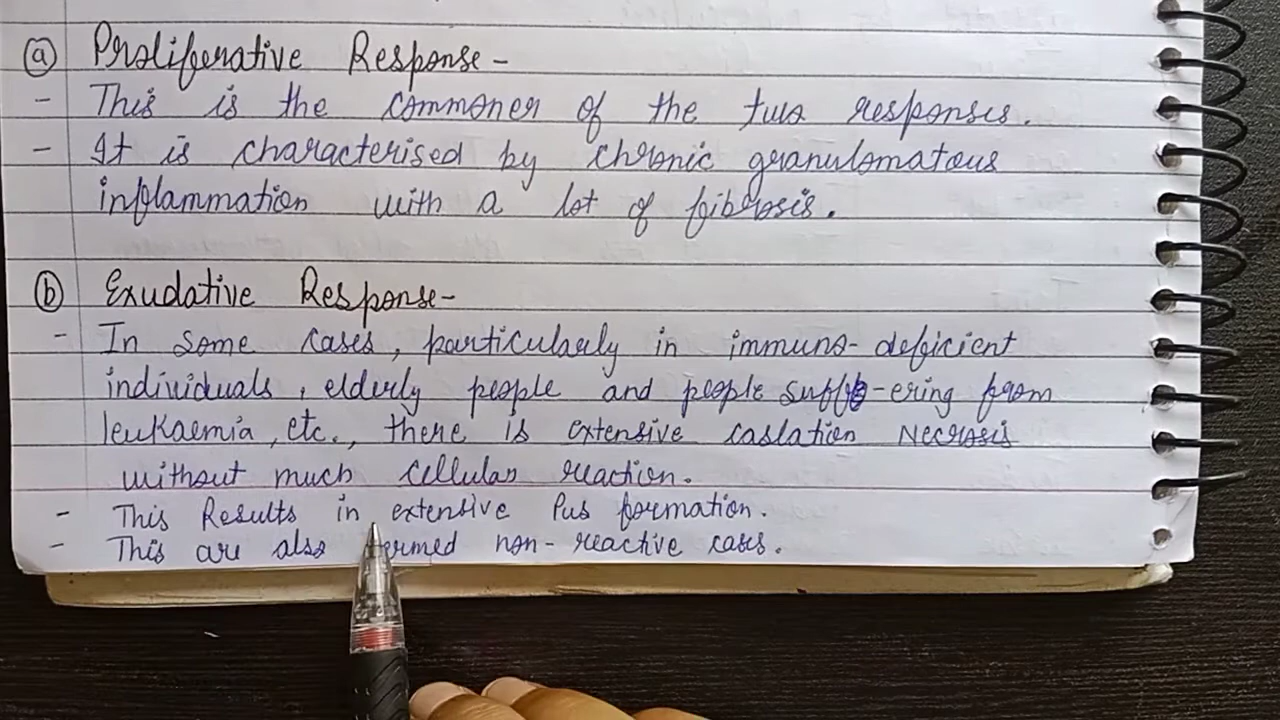 (a) Proliferative Response -
- This is the commoner of the two responses.
- It is characterised by chronic granulomatous
inflammation with a lot of fibrosis.
(b) Exudative Response -
- In some cases, particularly in immuno-deficient
individuals, elderly people and people suff-ering from
leukaemia, etc., there is extensive caslation Necrosis
without much cellular reaction.
- This Results in extensive Pus formation.
- This are also termed non-reactive cases.